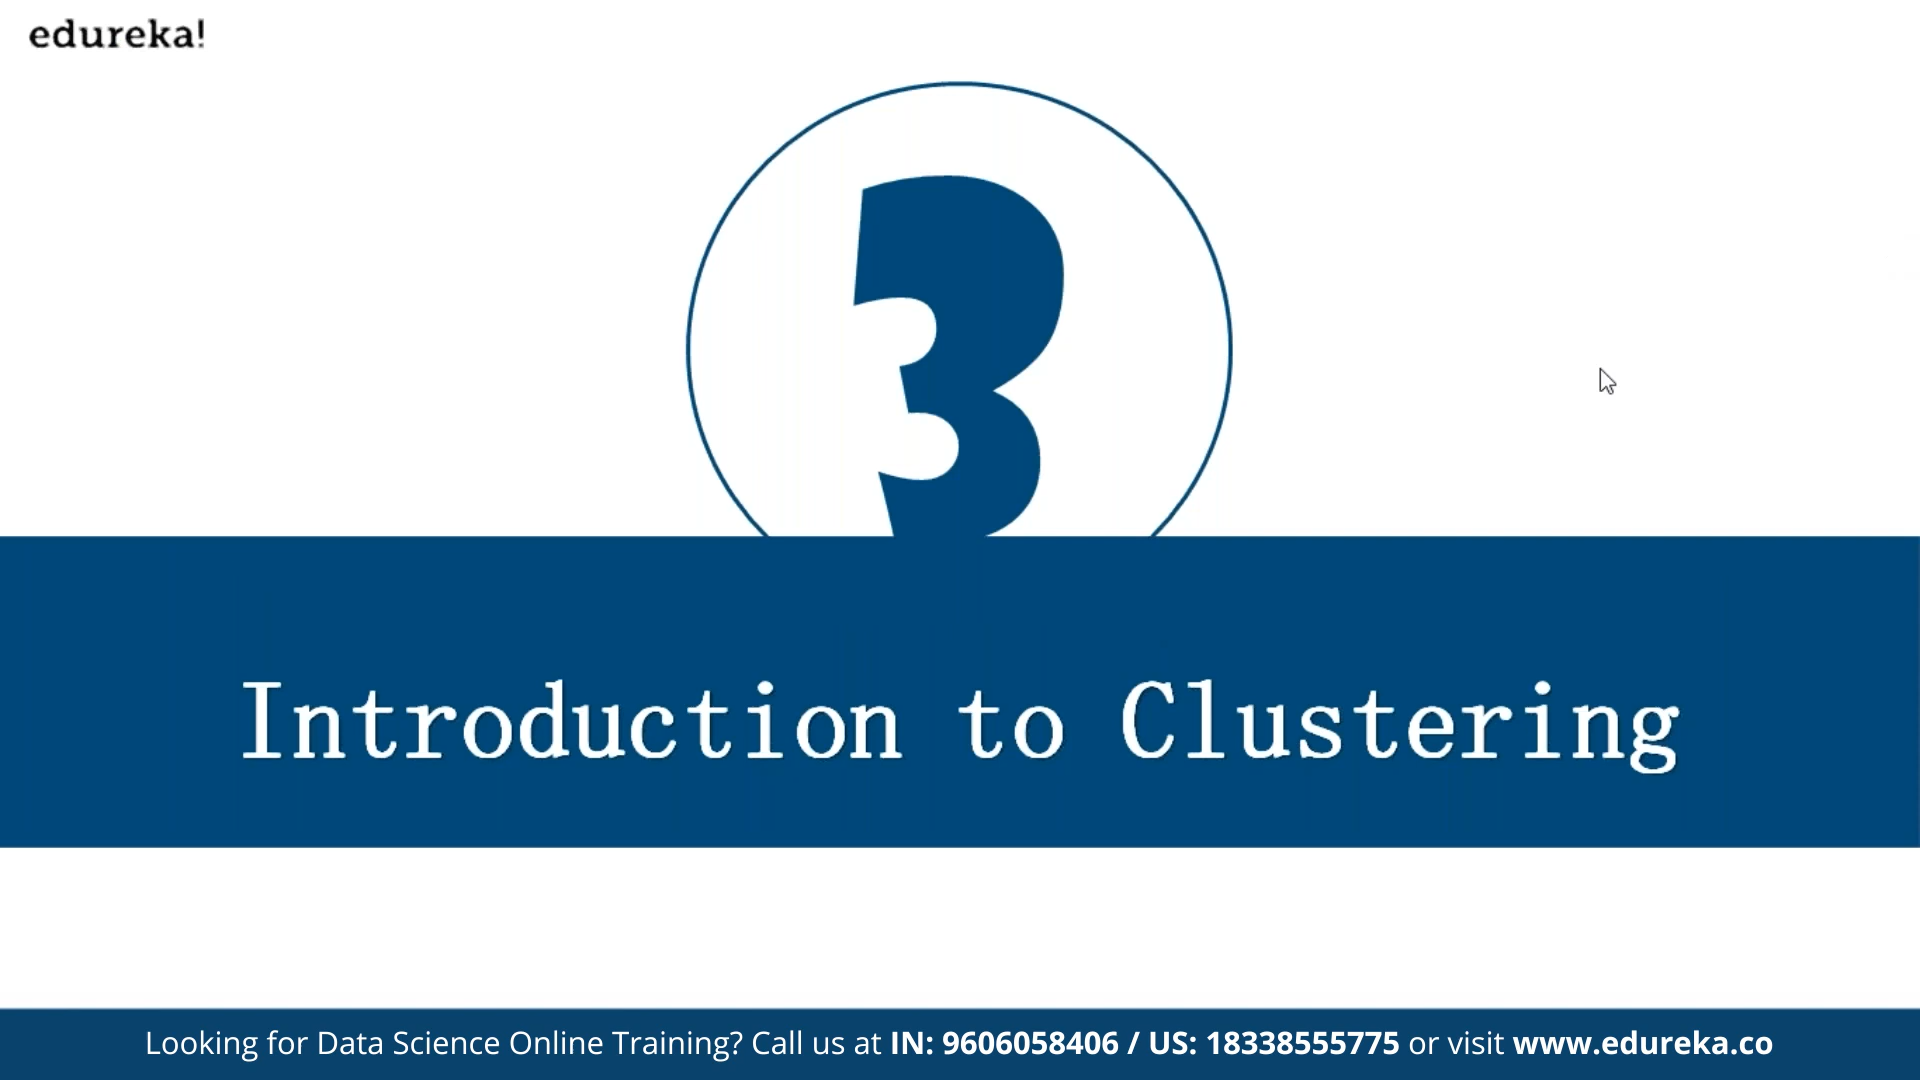 edureka!
3
Introduction to Clustering
Looking for Data Science Online Training? Call us at IN: 9606058406 / US: 18338555775 or visit www.edureka.co